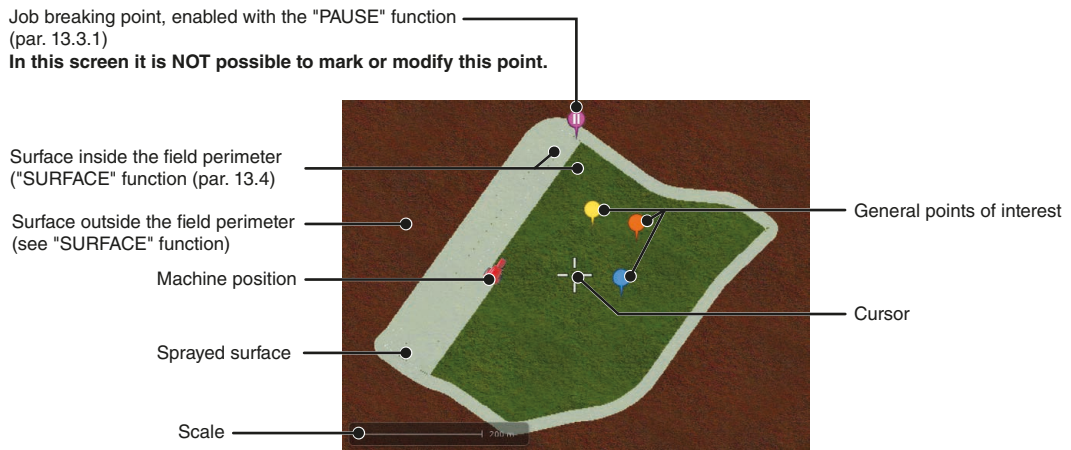 Job breaking point, enabled with the "PAUSE" function
(par. 13.3.1)
In this screen it is NOT possible to mark or modify this point.
Surface inside the field perimeter
("SURFACE" function (par. 13.4)
Surface outside the field perimeter
(see "SURFACE" function)
Machine position
Sprayed surface
Scale
200 m
General points of interest
Cursor